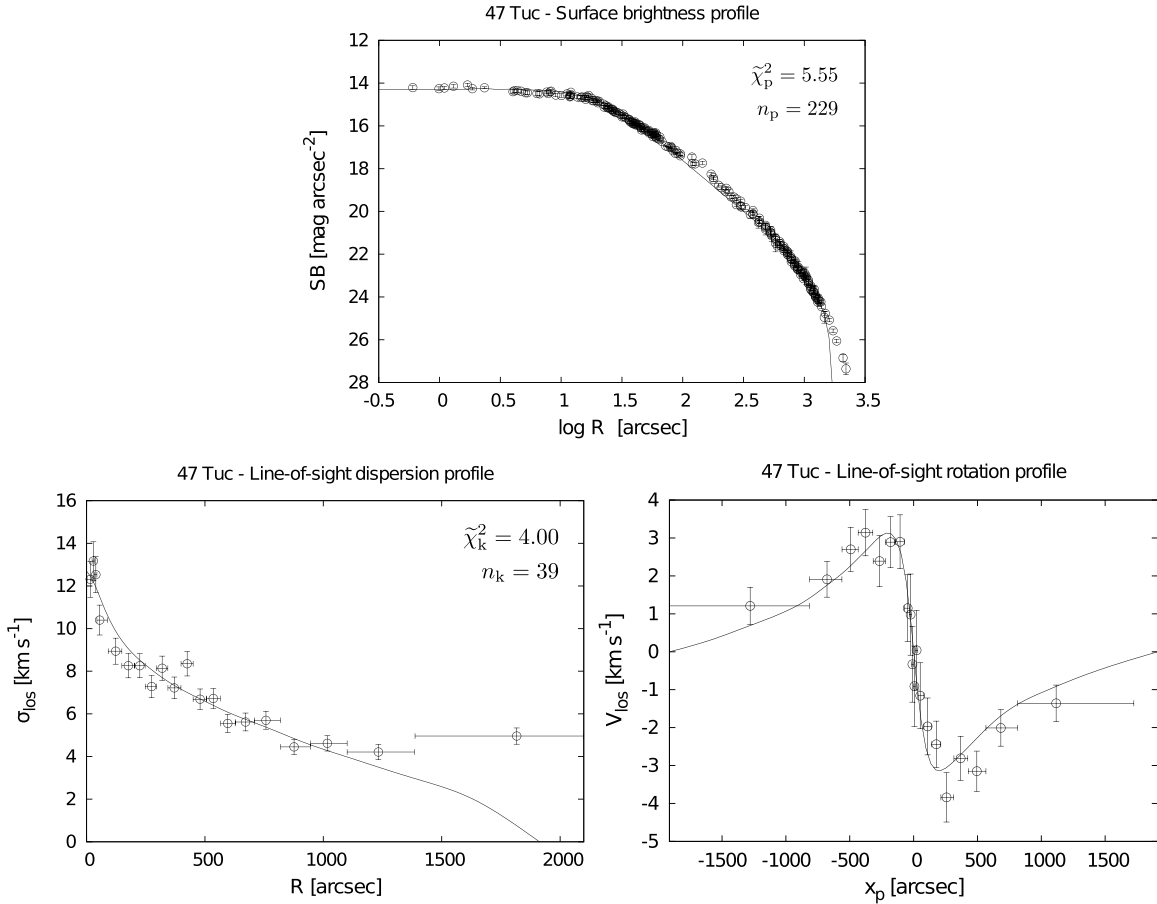 47 Tuc - Surface brightness profile
12
14
16
18
20
22
24
26
28
SB [mag arcsec⁻²]
χ̃²ₚ = 5.55
nₚ = 229
-0.5 0 0.5 1 1.5 2 2.5 3 3.5
log R [arcsec]
47 Tuc - Line-of-sight dispersion profile
16
14
12
10
8
6
4
2
0
σ_los [km s⁻¹]
χ̃²ₖ = 4.00
nₖ = 39
0 500 1000 1500 2000
R [arcsec]
47 Tuc - Line-of-sight rotation profile
4
3
2
1
0
-1
-2
-3
-4
-5
V_los [km s⁻¹]
-1500 -1000 -500 0 500 1000 1500
xₚ [arcsec]